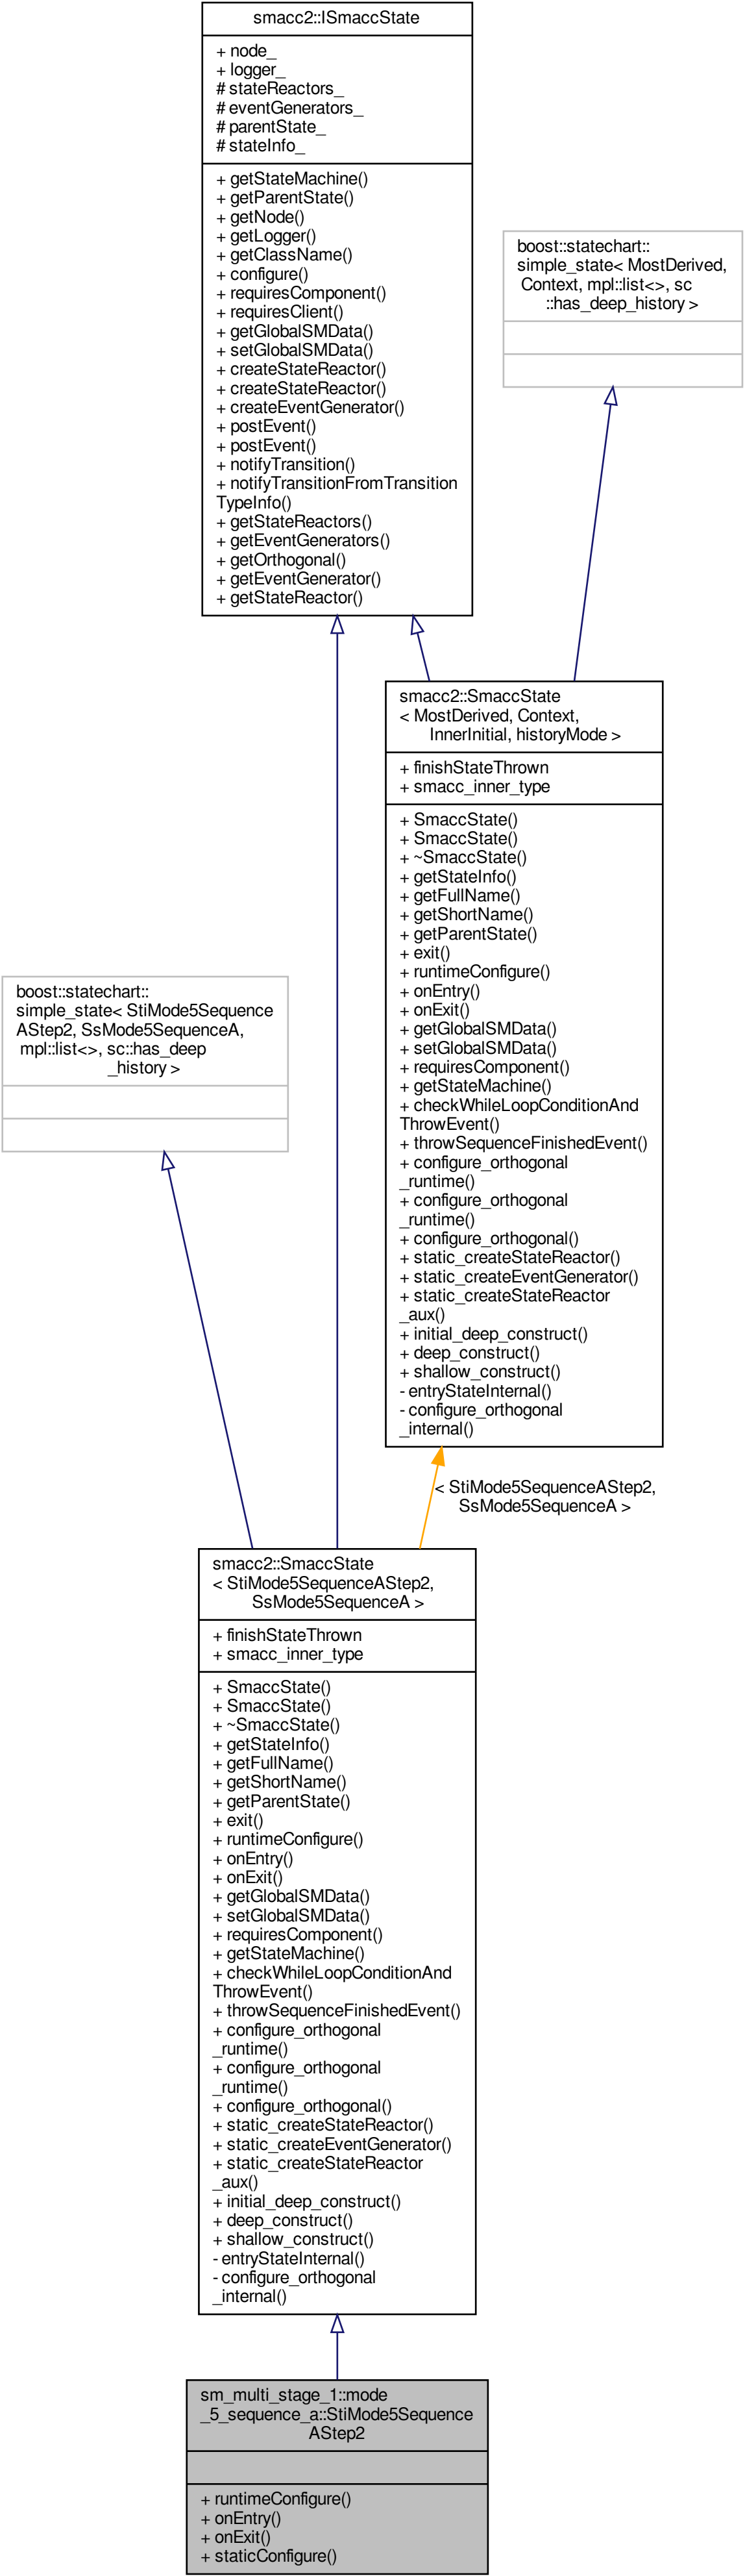 smacc2::ISmaccState
+ node_
+ logger_
# stateReactors_
# eventGenerators_
# parentState_
# stateInfo_
+ getStateMachine()
+ getParentState()
+ getNode()
+ getLogger()
+ getClassName()
+ configure()
+ requiresComponent()
+ requiresClient()
+ getGlobalSMData()
+ setGlobalSMData()
+ createStateReactor()
+ createStateReactor()
+ createEventGenerator()
+ postEvent()
+ postEvent()
+ notifyTransition()
+ notifyTransitionFromTransition
TypeInfo()
+ getStateReactors()
+ getEventGenerators()
+ getOrthogonal()
+ getEventGenerator()
+ getStateReactor()
boost::statechart::
simple_state< MostDerived,
Context, mpl::list<>, sc
::has_deep_history >
smacc2::SmaccState
< MostDerived, Context,
InnerInitial, historyMode >
+ finishStateThrown
+ smacc_inner_type
+ SmaccState()
+ SmaccState()
+ ~SmaccState()
+ getStateInfo()
+ getFullName()
+ getShortName()
+ getParentState()
+ exit()
+ runtimeConfigure()
+ onEntry()
+ onExit()
+ getGlobalSMData()
+ setGlobalSMData()
+ requiresComponent()
+ getStateMachine()
+ checkWhileLoopConditionAnd
ThrowEvent()
+ throwSequenceFinishedEvent()
+ configure_orthogonal
_runtime()
+ configure_orthogonal
_runtime()
+ configure_orthogonal()
+ static_createStateReactor()
+ static_createEventGenerator()
+ static_createStateReactor
_aux()
+ initial_deep_construct()
+ deep_construct()
+ shallow_construct()
- entryStateInternal()
- configure_orthogonal
_internal()
boost::statechart::
simple_state< StiMode5Sequence
AStep2, SsMode5SequenceA,
mpl::list<>, sc::has_deep
_history >
< StiMode5SequenceAStep2,
SsMode5SequenceA >
smacc2::SmaccState
< StiMode5SequenceAStep2,
SsMode5SequenceA >
+ finishStateThrown
+ smacc_inner_type
+ SmaccState()
+ SmaccState()
+ ~SmaccState()
+ getStateInfo()
+ getFullName()
+ getShortName()
+ getParentState()
+ exit()
+ runtimeConfigure()
+ onEntry()
+ onExit()
+ getGlobalSMData()
+ setGlobalSMData()
+ requiresComponent()
+ getStateMachine()
+ checkWhileLoopConditionAnd
ThrowEvent()
+ throwSequenceFinishedEvent()
+ configure_orthogonal
_runtime()
+ configure_orthogonal
_runtime()
+ configure_orthogonal()
+ static_createStateReactor()
+ static_createEventGenerator()
+ static_createStateReactor
_aux()
+ initial_deep_construct()
+ deep_construct()
+ shallow_construct()
- entryStateInternal()
- configure_orthogonal
_internal()
sm_multi_stage_1::mode
_5_sequence_a::StiMode5Sequence
AStep2
+ runtimeConfigure()
+ onEntry()
+ onExit()
+ staticConfigure()